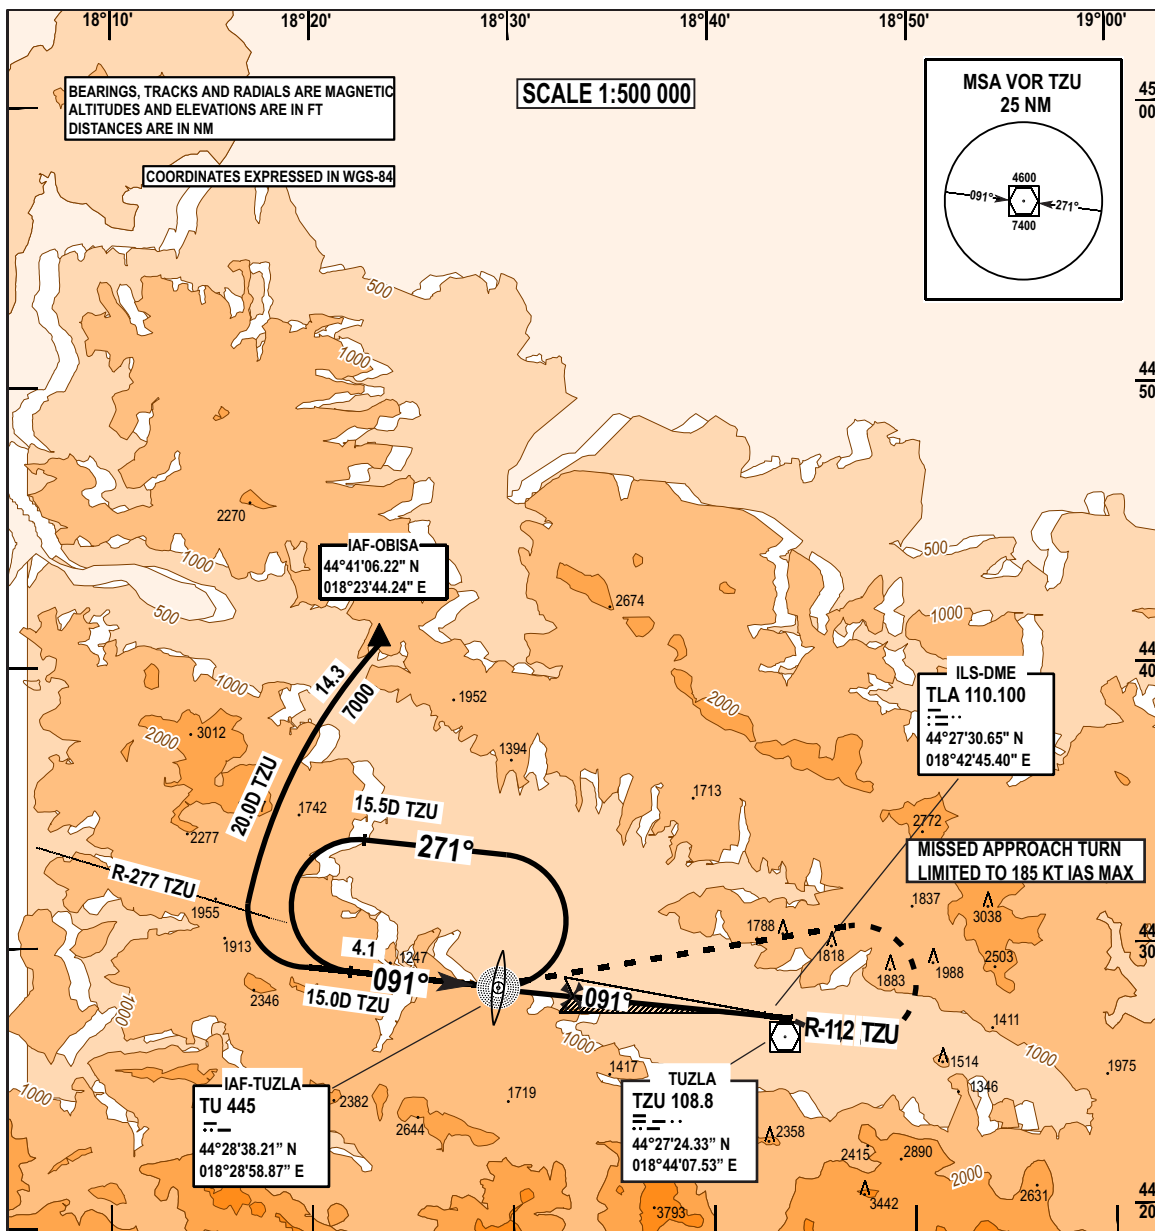 18°10'
18°20'
18°30'
18°40'
18°50'
19°00'
BEARINGS, TRACKS AND RADIALS ARE MAGNETIC
ALTITUDES AND ELEVATIONS ARE IN FT
DISTANCES ARE IN NM
COORDINATES EXPRESSED IN WGS-84
SCALE 1:500 000
MSA VOR TZU
25 NM
4600
091°
271°
7400
45
00
500
1000
44
50
2270
1000
500
IAF-OBISA
44°41'06.22" N
018°23'44.24" E
500
1000
2674
44
40
1000
14.3
7000
1952
2000
ILS-DME
TLA 110.100
44°27'30.65" N
018°42'45.40" E
3012
2000
1394
1713
20.0D TZU
1742
15.5D TZU
2277
271°
2772
MISSED APPROACH TURN
LIMITED TO 185 KT IAS MAX
R-277 TZU
1955
1837
3038
1788
1818
1913
4.1
1247
44
30
1883
1988
2503
091°
2346
15.0D TZU
091°
R-112 TZU
1411
1000
1000
1000
1417
1514
1346
1975
1000
IAF-TUZLA
TU 445
44°28'38.21” N
018°28'58.87” E
2382
2644
1719
TUZLA
TZU 108.8
44°27'24.33” N
018°44'07.53” E
2358
2415
2890
2000
3442
2631
3793
44
20